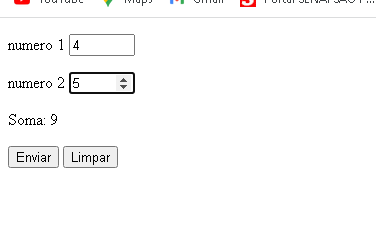 YouTube Maps Gmail
numero 1 4
numero 2 5
Soma: 9
Enviar Limpar